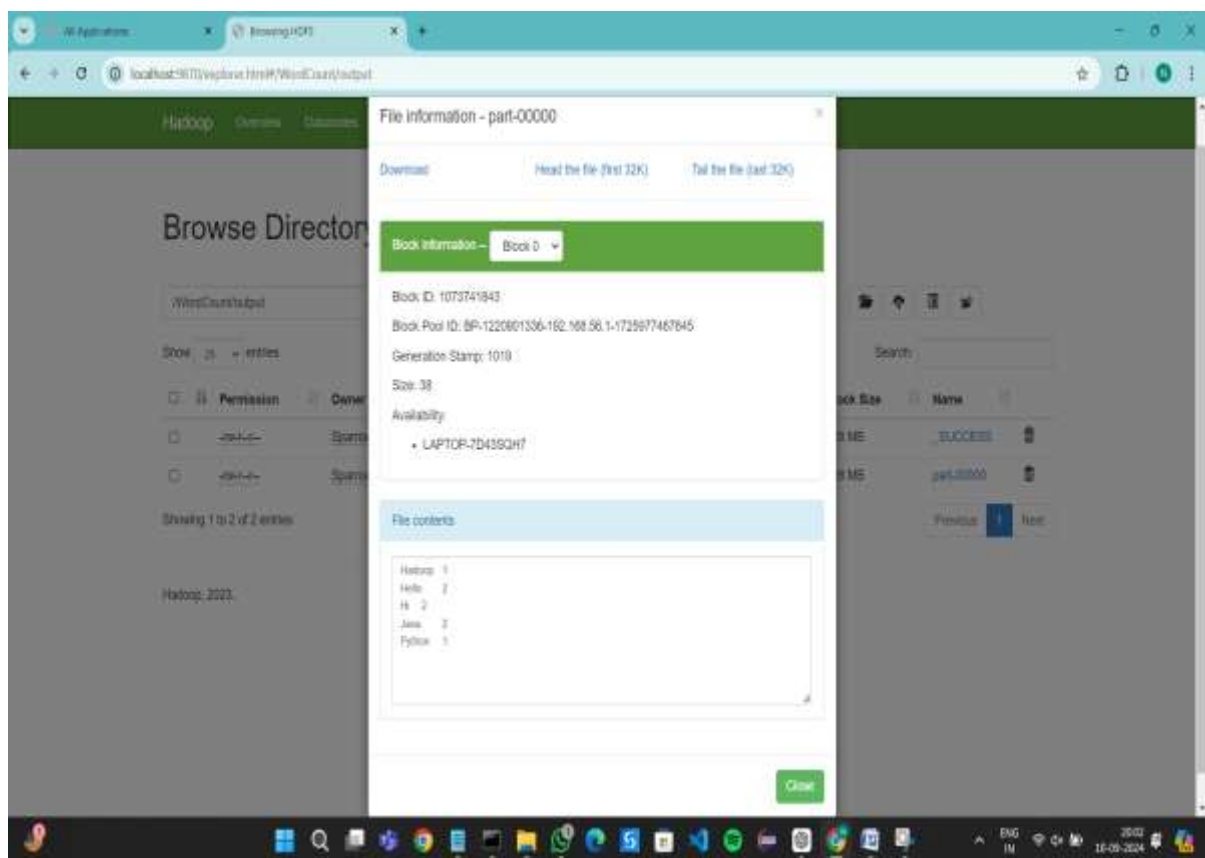 All Applications
Browsing HDFS
localhost:9870/explorer.html#/WordCount/output
Hadoop Overview Datanodes
File information - part-00000
Download Head the file (first 32K) Tail the file (last 32K)
Browse Directory
Block information -- Block 0
/WordCount/output
Block ID: 1073741843
Block Pool ID: BP-1220901336-192.168.56.1-1725977467845
Generation Stamp: 1019
Size: 38
Availability:
LAPTOP-7D43SQH7
Show 25 entries
Search:
Permission Owner Block Size Name
-rw-r--r-- _SUCCESS
-rw-r--r-- part-00000
Showing 1 to 2 of 2 entries
Previous 1 Next
File contents
Hadoop 1
Hello 2
Hi 2
Java 2
Python 1
Hadoop, 2023.
Close
ENG
IN
20:02